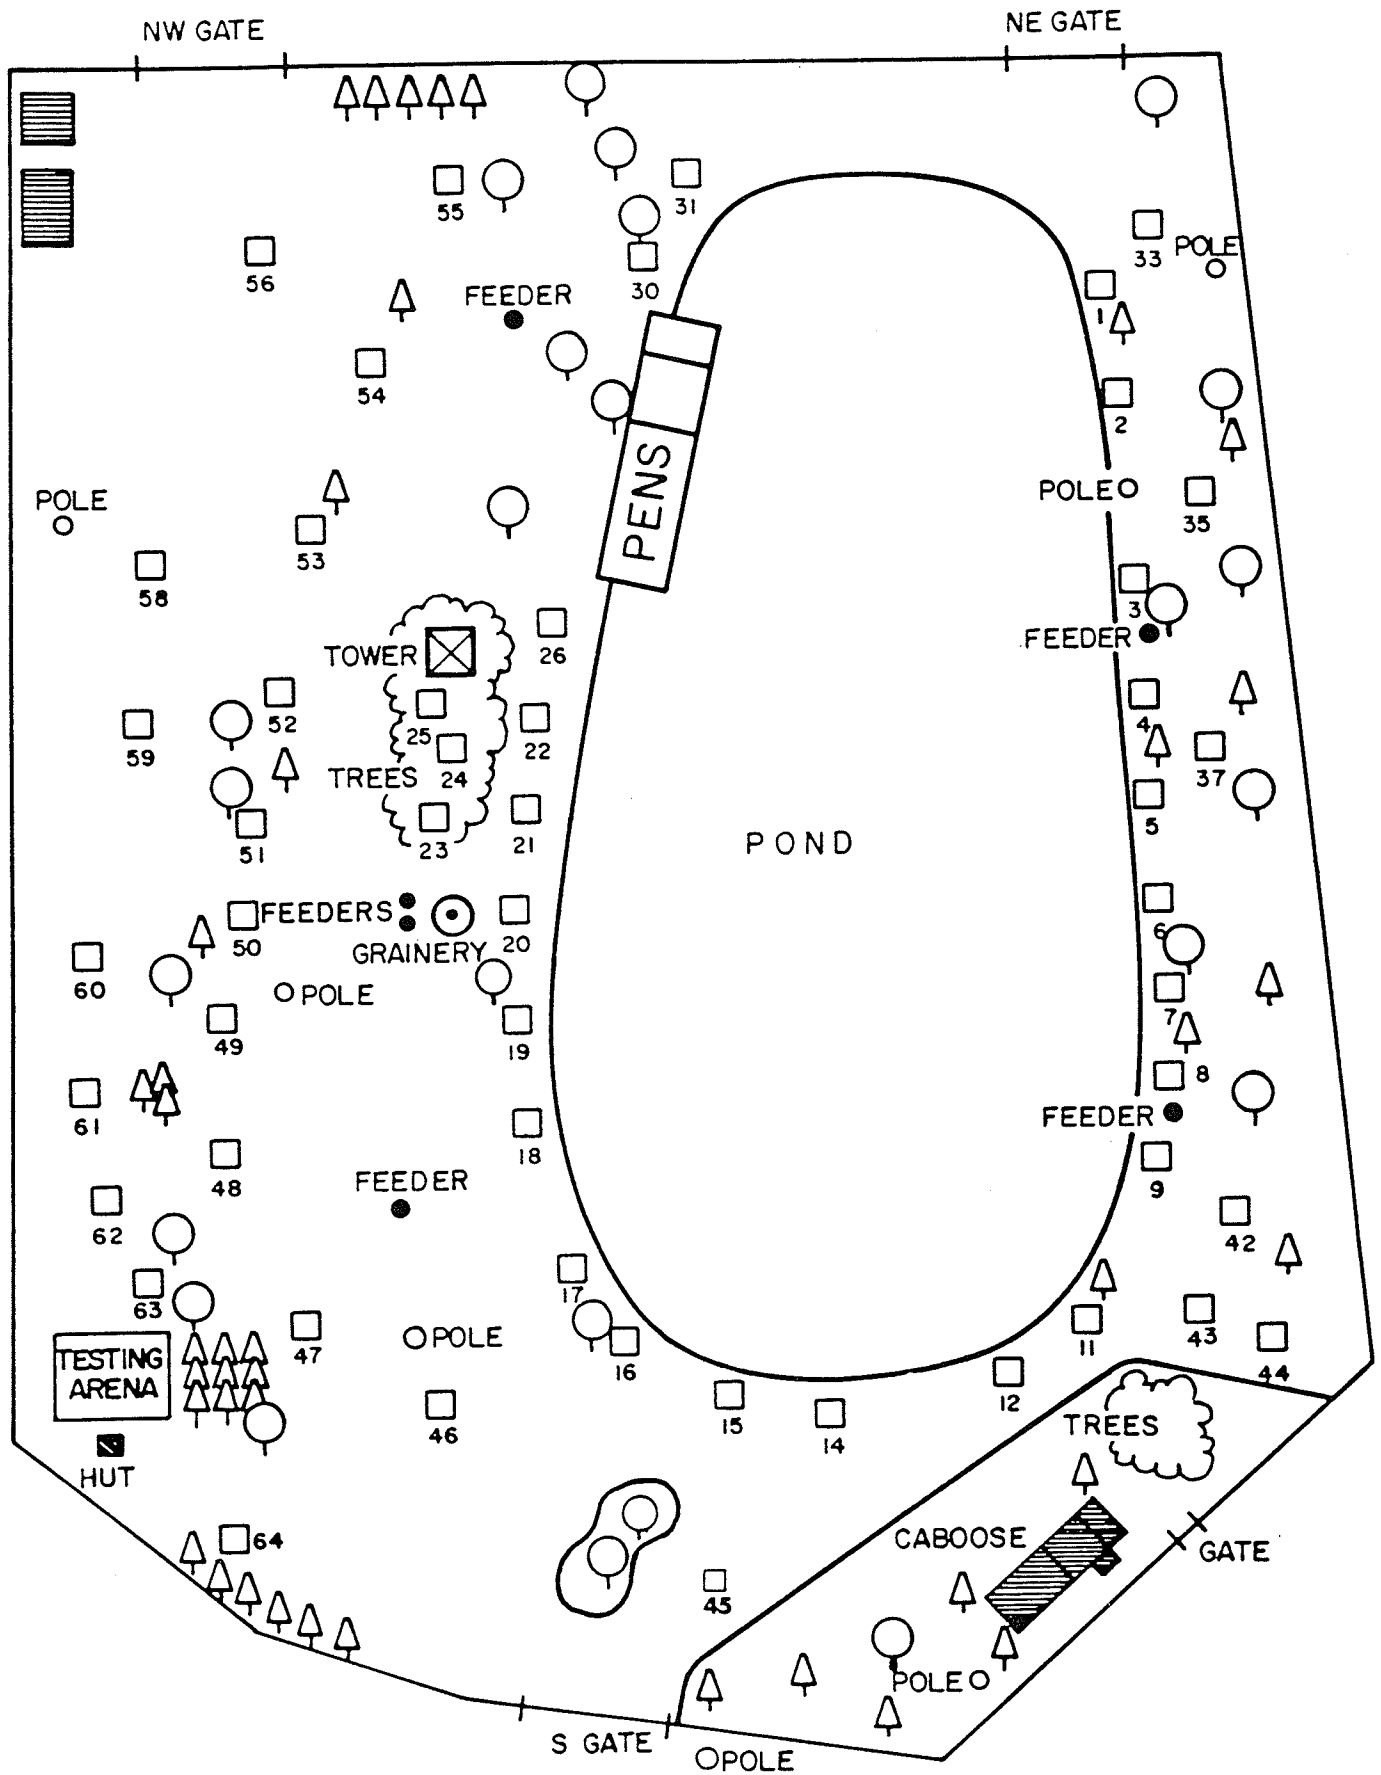 NW GATE
NE GATE
55
31
33
POLE
56
FEEDER
30
1
54
2
PENS
POLE
POLE
35
53
58
3
FEEDER
TOWER
26
52
25
4
59
22
TREES
24
37
5
21
POND
51
23
50
FEEDERS
6
20
GRAINERY
60
POLE
7
49
19
8
61
FEEDER
18
48
FEEDER
9
62
42
17
63
43
POLE
47
16
11
44
TESTING
ARENA
12
15
TREES
46
14
HUT
64
CABOOSE
GATE
45
POLE
S GATE
POLE